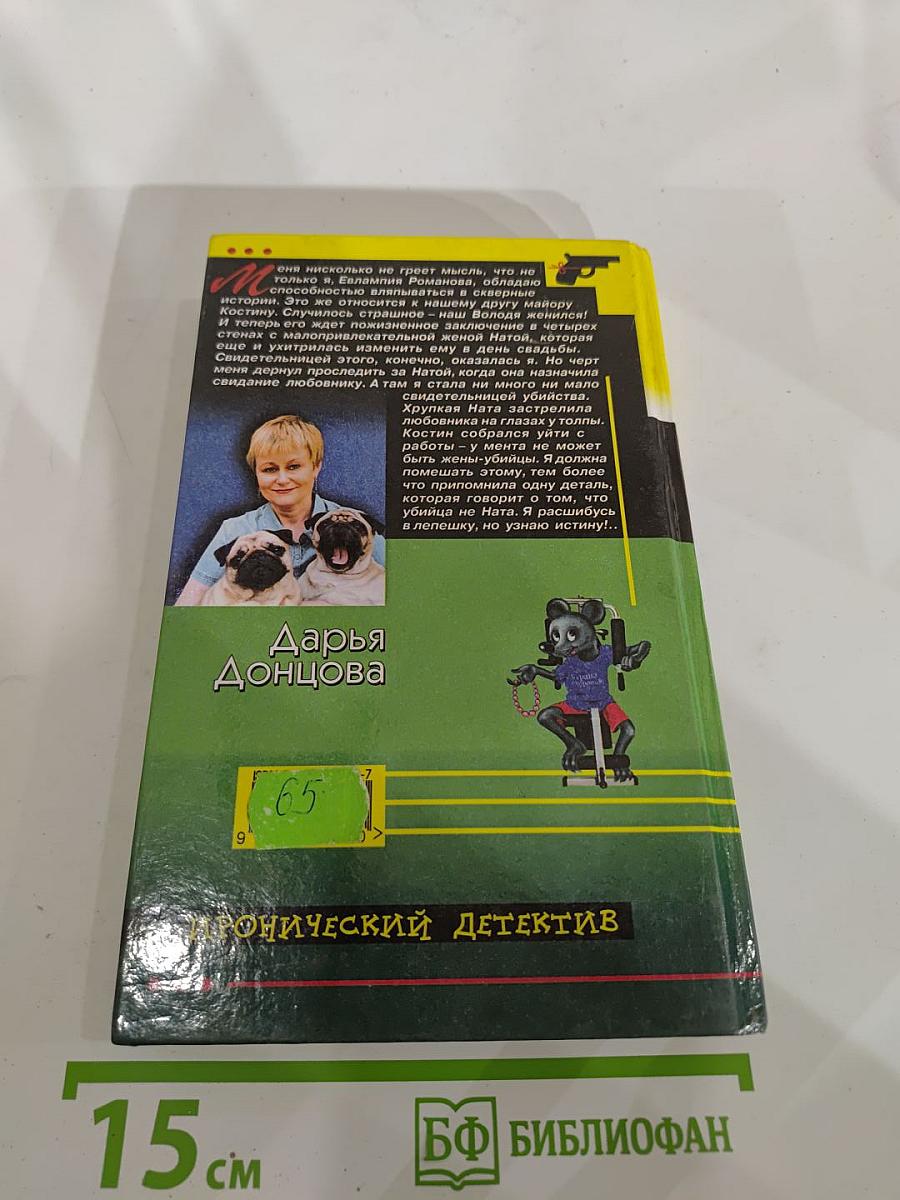 Меня нисколько не греет мысль, что не
только я, Евлампия Романова, обладаю
способностью вляпываться в скверные
истории. Это же относится к нашему другу майору
Костину. Случилось страшное – наш Володя женился!
И теперь его ждет пожизненное заключение в четырех
стенах с малопривлекательной женой Натой, которая
еще и ухитрилась изменить ему в день свадьбы.
Свидетельницей этого, конечно, оказалась я. Но черт
меня дернул проследить за Натой, когда она назначила
свидание любовнику. А там я стала ни много ни мало
свидетельницей убийства.
Хрупкая Ната застрелила
любовника на глазах у толпы.
Костин собрался уйти с
работы – у мента не может
быть жены-убийцы. Я должна
помешать этому, тем более
что припомнила одну деталь,
которая говорит о том, что
убийца не Ната. Я расшибусь
в лепешку, но узнаю истину!..
Дарья
Донцова
-7
65
9
0 >
ИРОНИЧЕСКИЙ ДЕТЕКТИВ
15 см
БФ БИБЛИОФАН